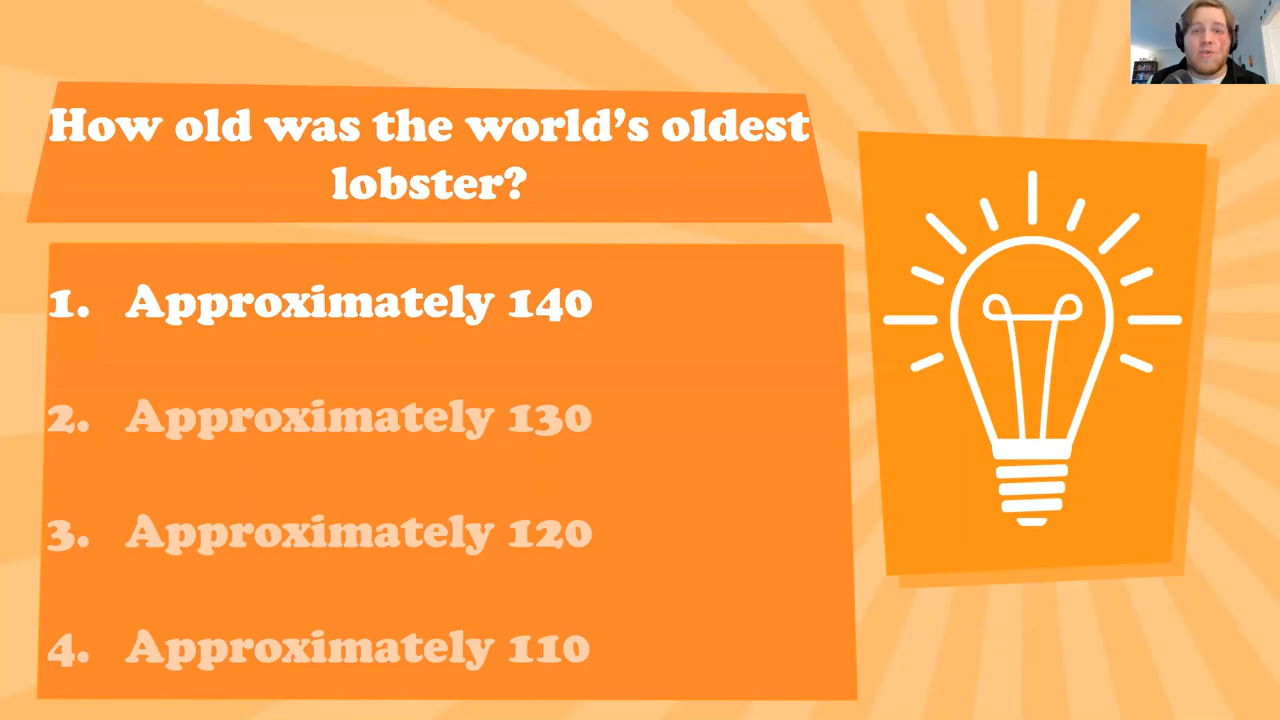 How old was the world's oldest
lobster?
1. Approximately 140
2. Approximately 130
3. Approximately 120
4. Approximately 110